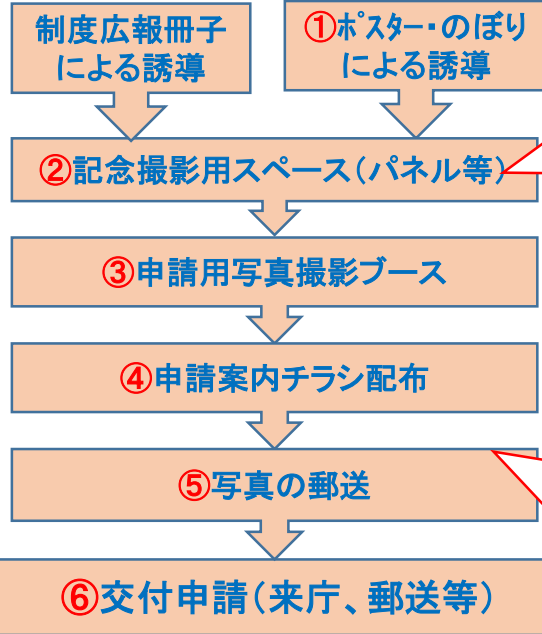 制度広報冊子
による誘導
①ﾎﾟｽﾀｰ・のぼり
による誘導
②記念撮影用スペース（パネル等）
③申請用写真撮影ブース
④申請案内チラシ配布
⑤写真の郵送
⑥交付申請（来庁、郵送等）